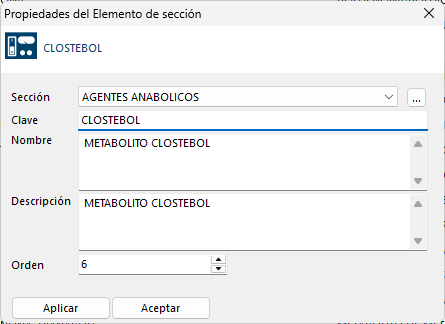 Propiedades del Elemento de sección
CLOSTEBOL
Sección AGENTES ANABOLICOS ...
Clave CLOSTEBOL
Nombre METABOLITO CLOSTEBOL
Descripción METABOLITO CLOSTEBOL
Orden 6
Aplicar Aceptar